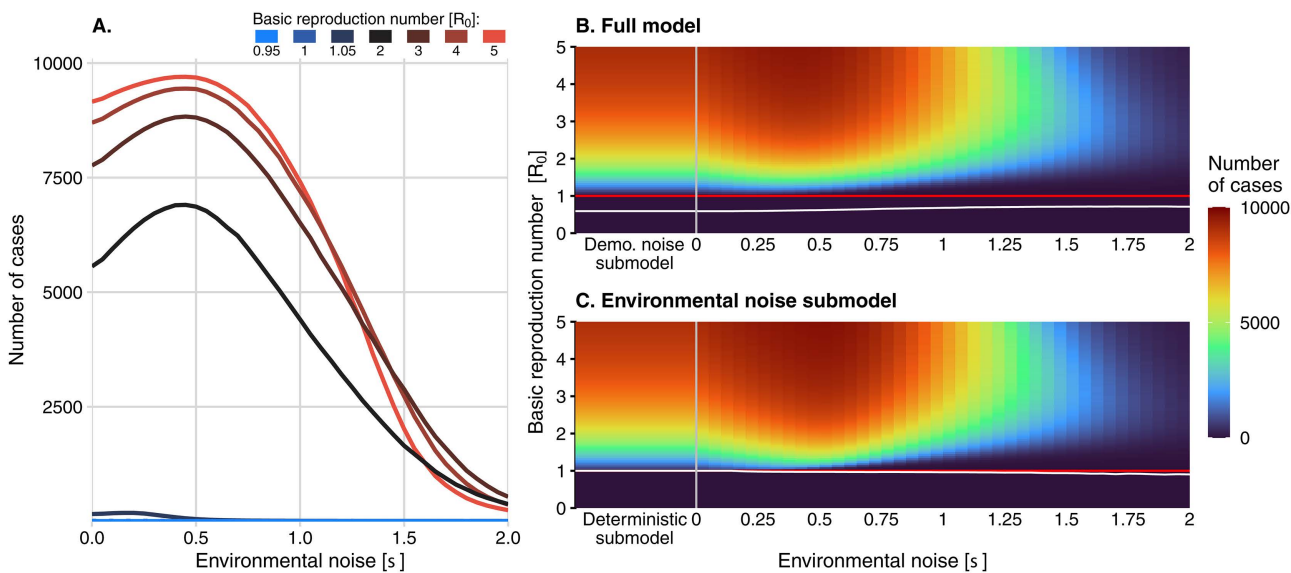 A.
Basic reproduction number [R₀]:
0.95 1 1.05 2 3 4 5
Number of cases
10000
7500
5000
2500
0.0 0.5 1.0 1.5 2.0
Environmental noise [s]
B. Full model
Basic reproduction number [R₀]
5
4
3
2
1
0
Demo. noise 0 0.25 0.5 0.75 1 1.25 1.5 1.75 2
submodel
C. Environmental noise submodel
5
4
3
2
1
0
Deterministic 0 0.25 0.5 0.75 1 1.25 1.5 1.75 2
submodel
Environmental noise [s]
Number
of cases
10000
5000
0